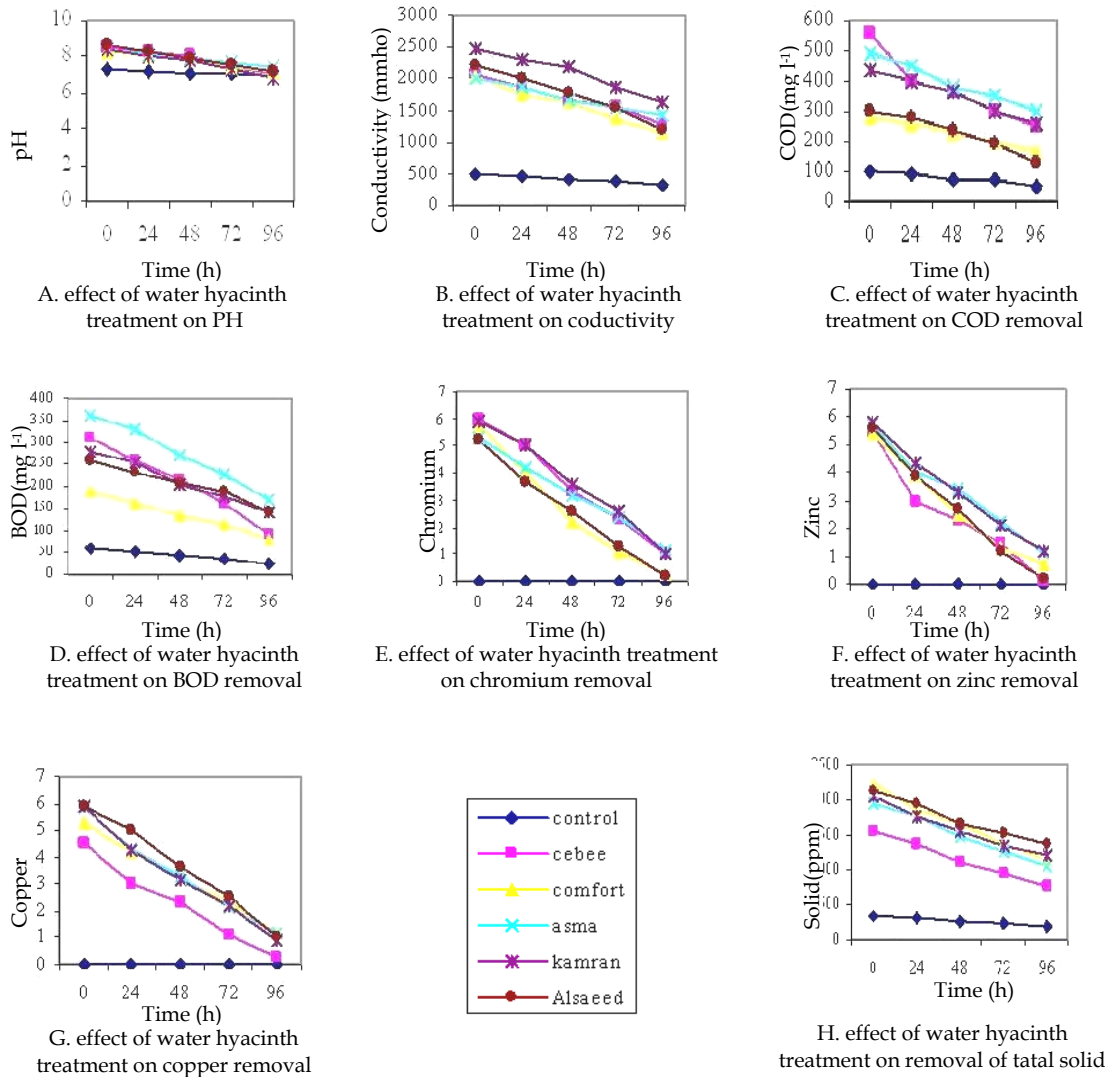 10
8
6
4
2
0
pH
0 24 48 72 96
Time (h)
A. effect of water hyacinth
treatment on PH
3000
2500
2000
1500
1000
500
0
Conductivity (mmho)
0 24 48 72 96
Time (h)
B. effect of water hyacinth
treatment on coductivity
600
500
400
300
200
100
0
COD(mg l-1)
0 24 48 72 96
Time (h)
C. effect of water hyacinth
treatment on COD removal
400
350
300
250
200
150
100
50
0
BOD(mg l-1)
0 24 48 72 96
Time (h)
D. effect of water hyacinth
treatment on BOD removal
7
6
5
4
3
2
1
0
Chromium
0 24 48 72 96
Time (h)
E. effect of water hyacinth treatment
on chromium removal
7
6
5
4
3
2
1
0
Zinc
0 24 48 72 96
Time (h)
F. effect of water hyacinth
treatment on zinc removal
7
6
5
4
3
2
1
0
Copper
0 24 48 72 96
Time (h)
G. effect of water hyacinth
treatment on copper removal
control
cebee
comfort
asma
kamran
Alsaeed
0
Solid(ppm)
0 24 48 72 96
Time (h)
H. effect of water hyacinth
treatment on removal of tatal solid